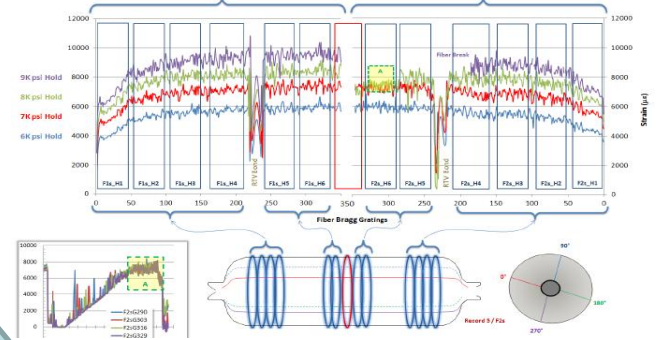 12000
10000
8000
6000
4000
2000
0
9K psi Hold
8K psi Hold
7K psi Hold
6K psi Hold
F1s_H1
F1s_H2
F1s_H3
F1s_H4
RTV Bond
F1s_H5
F1s_H6
A
F2s_H6
F2s_H5
Fiber Break
RTV Bond
F2s_H4
F2s_H3
F2s_H2
12000
10000
8000
6000
4000
2000
0
Strain (µε)
0 50 100 150 200 250 300 350 300 250 200 150 100 50 0
Fiber Bragg Gratings
10000
8000
6000
4000
2000
0
A
F2sG290
F2sG303
F2sG316
F2sG329
Record 3 / F2s
90°
0°
180°
270°